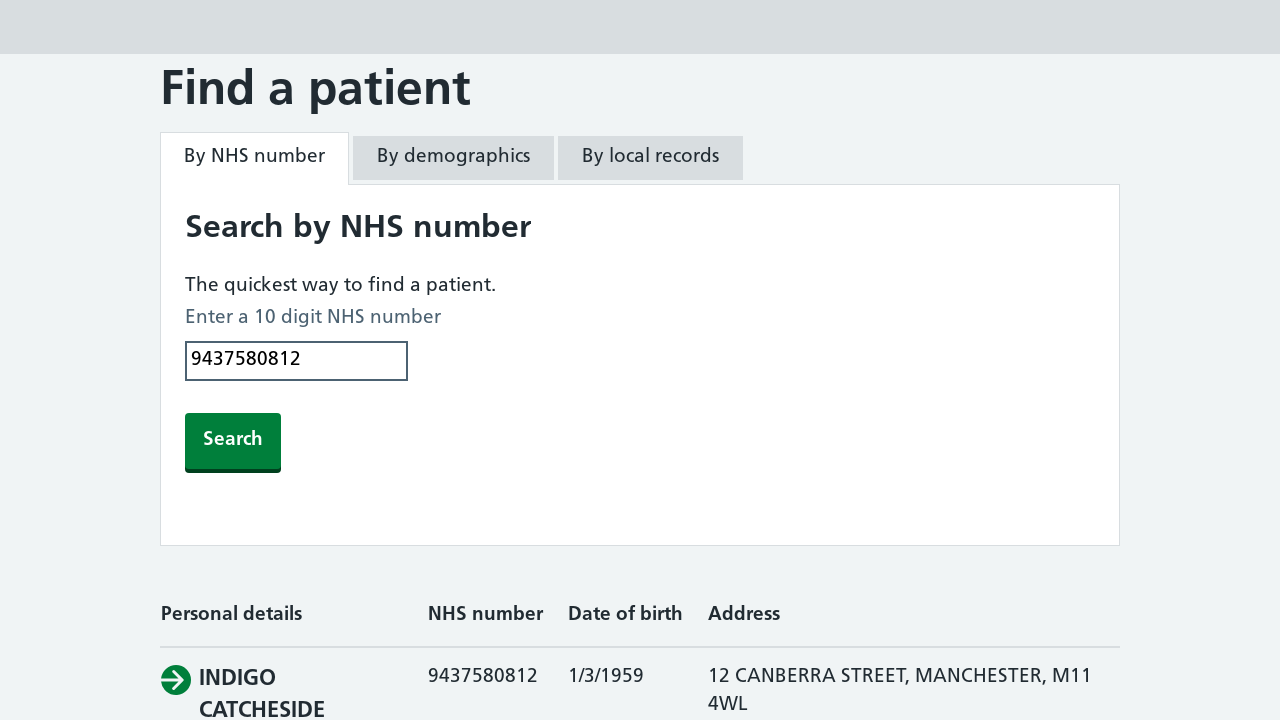 Find a patient
By NHS number By demographics By local records
Search by NHS number
The quickest way to find a patient.
Enter a 10 digit NHS number
9437580812
Search
Personal details NHS number Date of birth Address
INDIGO 9437580812 1/3/1959 12 CANBERRA STREET, MANCHESTER, M11
CATCHESIDE 4WL